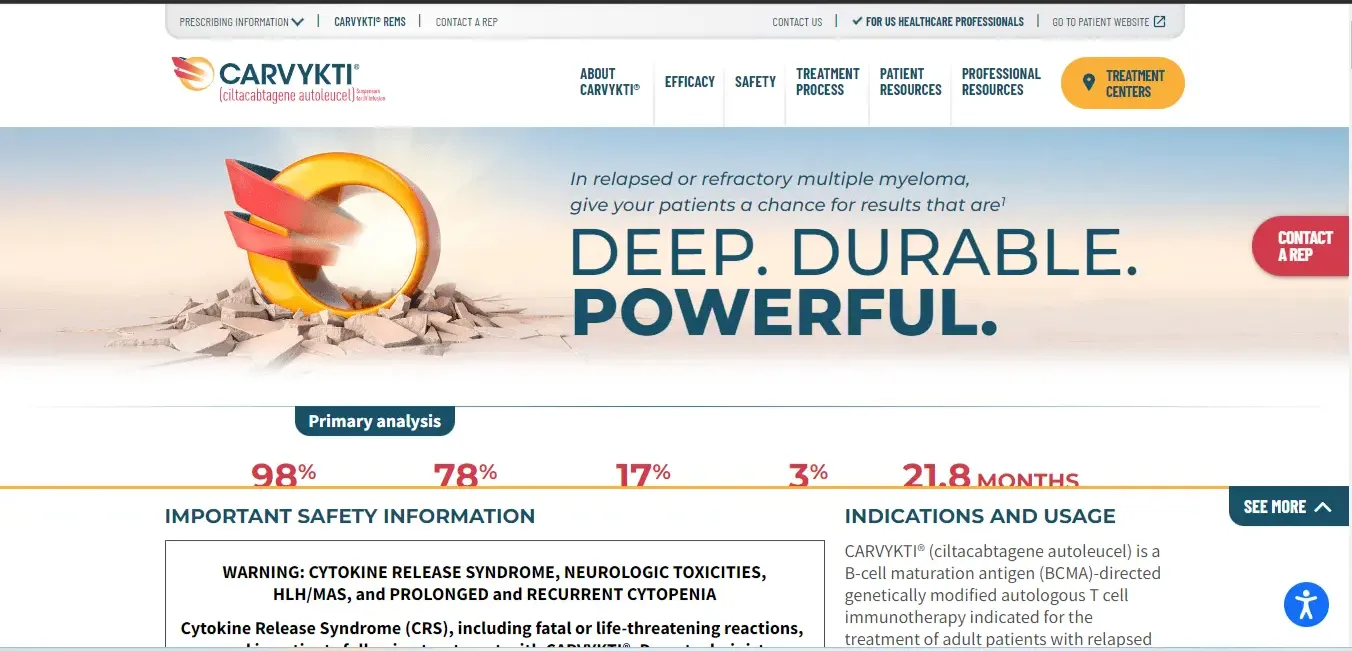 PRESCRIBING INFORMATION
CARVYKTI® REMS
CONTACT A REP
CONTACT US
FOR US HEALTHCARE PROFESSIONALS
GO TO PATIENT WEBSITE
CARVYKTI®
(ciltacabtagene autoleucel) Suspension
for IV infusion
ABOUT
CARVYKTI®
EFFICACY
SAFETY
TREATMENT
PROCESS
PATIENT
RESOURCES
PROFESSIONAL
RESOURCES
TREATMENT
CENTERS
In relapsed or refractory multiple myeloma,
give your patients a chance for results that are¹
DEEP. DURABLE.
POWERFUL.
CONTACT
A REP
Primary analysis
98% 78% 17% 3% 21.8 MONTHS
SEE MORE
IMPORTANT SAFETY INFORMATION
WARNING: CYTOKINE RELEASE SYNDROME, NEUROLOGIC TOXICITIES,
HLH/MAS, and PROLONGED and RECURRENT CYTOPENIA
Cytokine Release Syndrome (CRS), including fatal or life-threatening reactions,
INDICATIONS AND USAGE
CARVYKTI® (ciltacabtagene autoleucel) is a
B-cell maturation antigen (BCMA)-directed
genetically modified autologous T cell
immunotherapy indicated for the
treatment of adult patients with relapsed